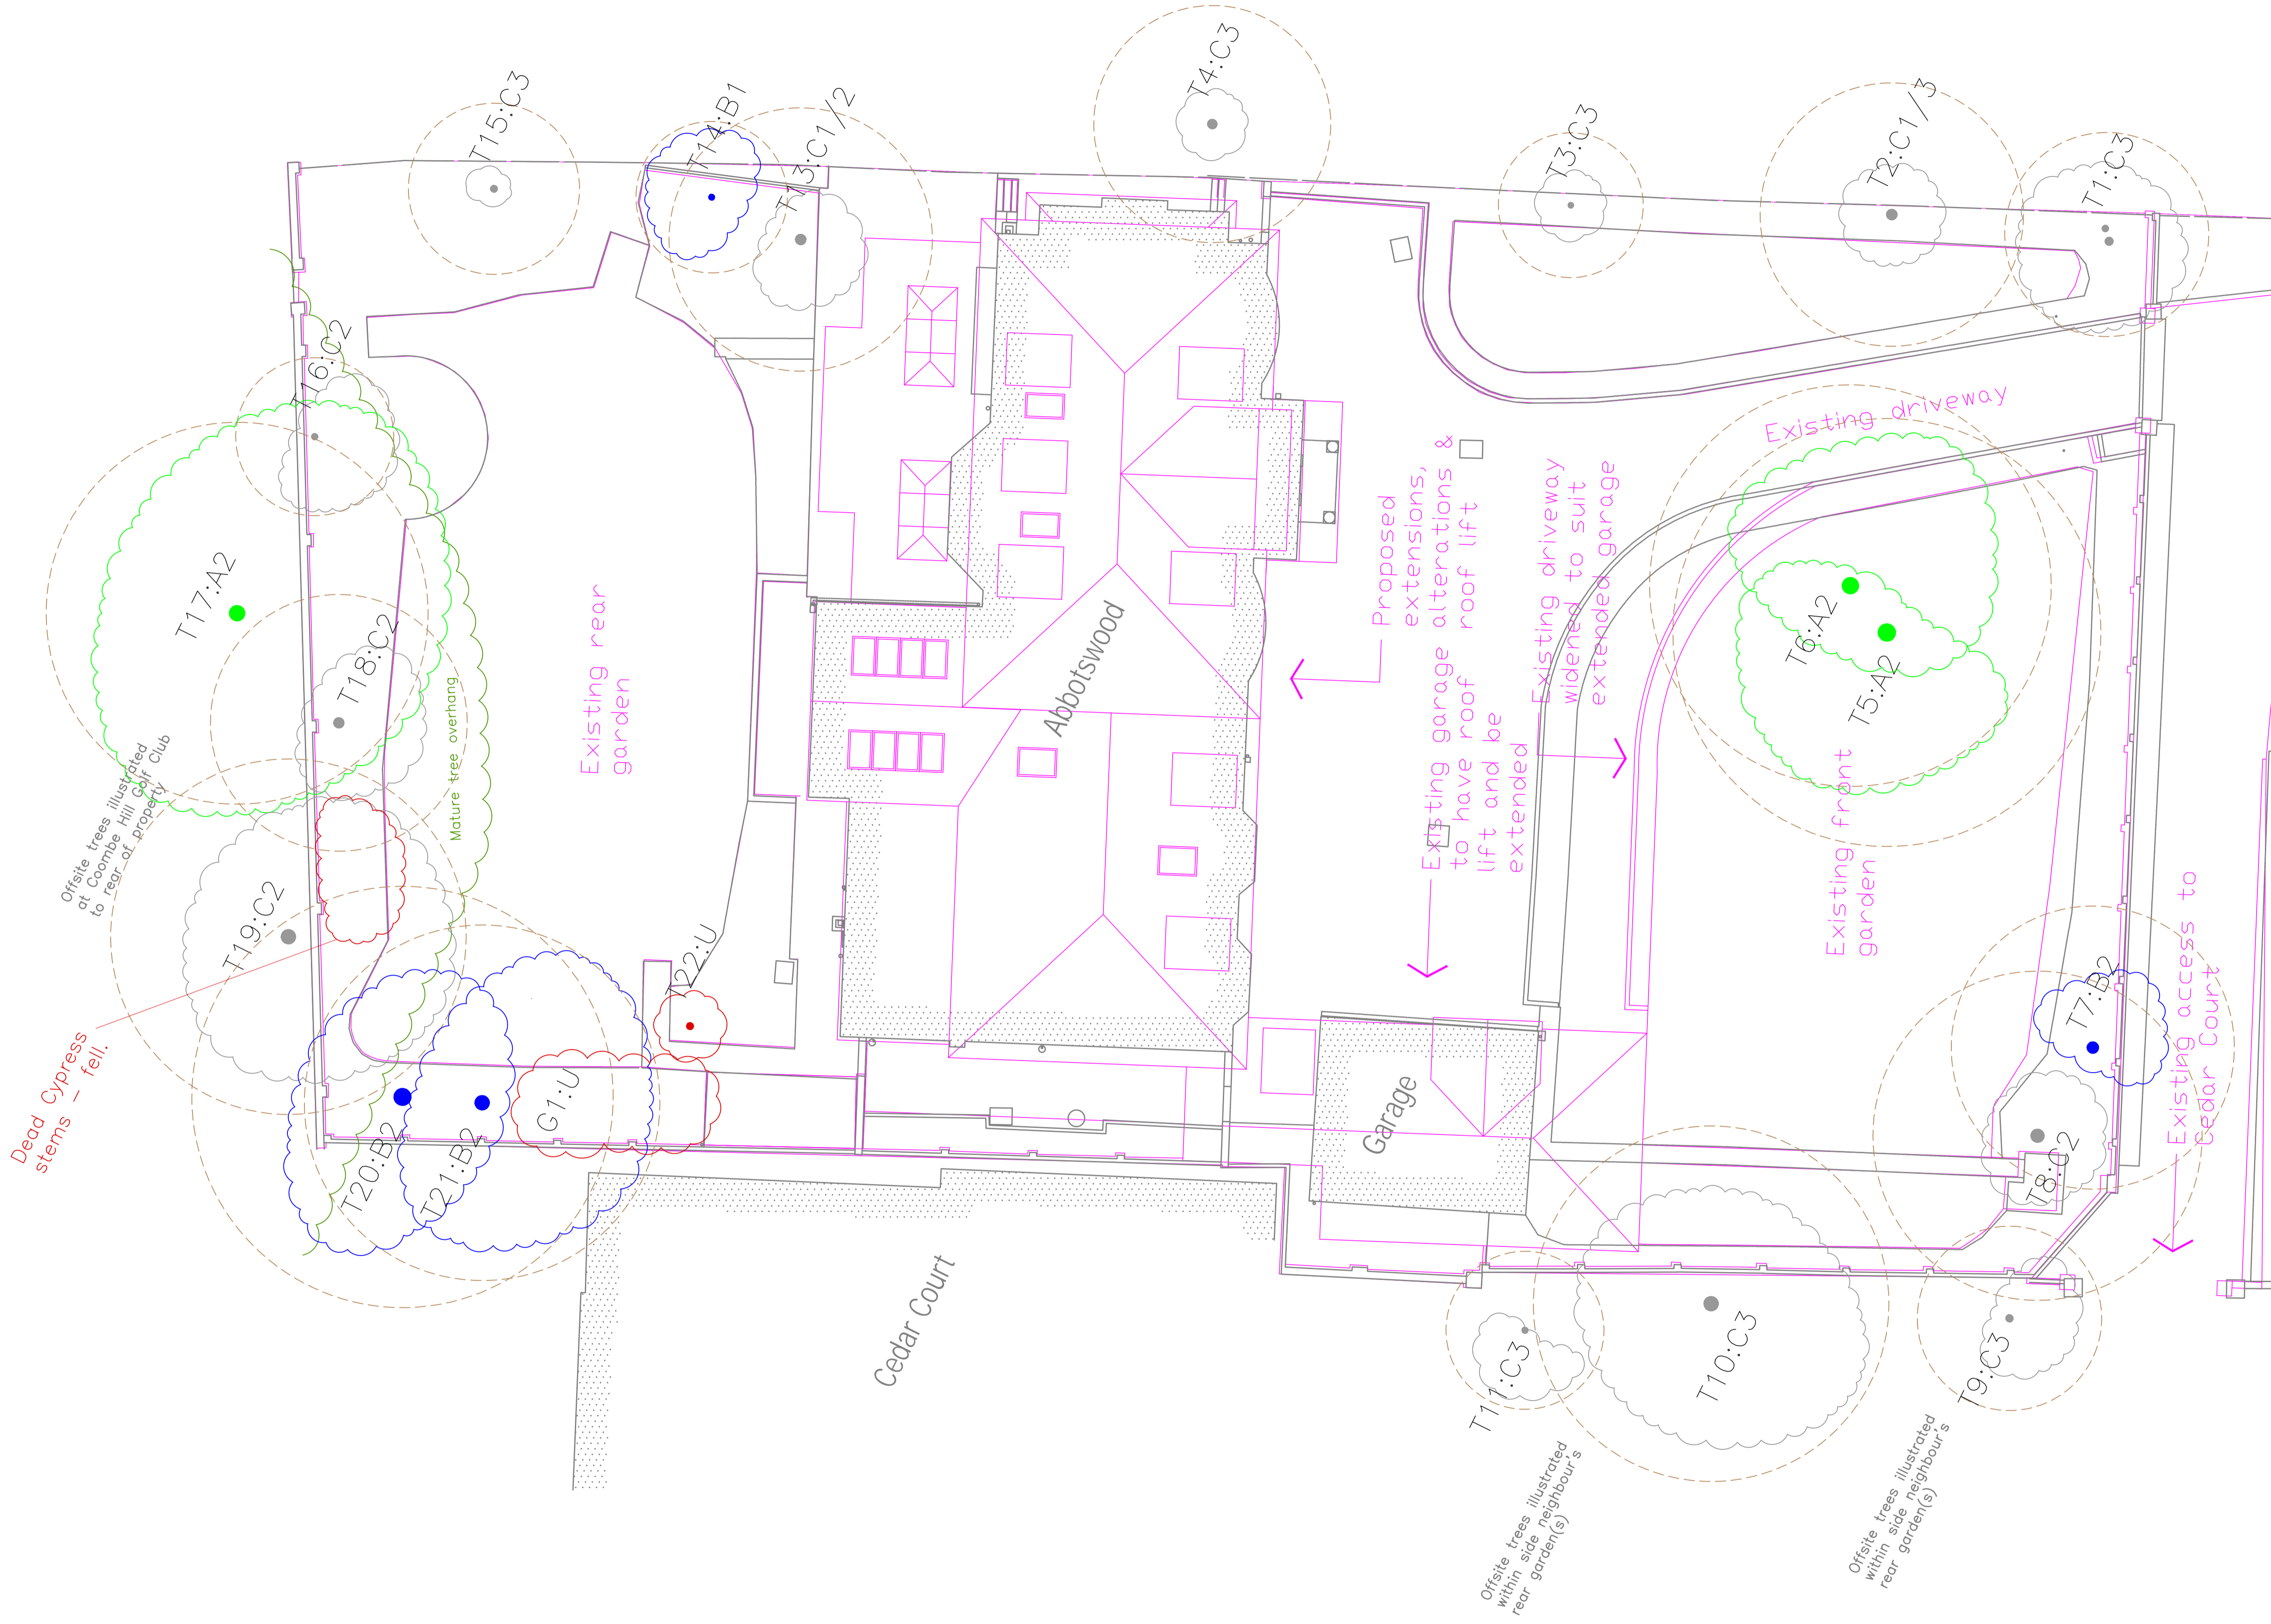 T15:C3
T14:B1
T13:C1/2
T4:C3
T3:C3
T2:C1/3
T1:C3
T16:C2
T17:A2
T18:C2
Offsite trees illustrated
at Coombe Hill Golf Club
to rear of property
Mature tree overhang
Existing rear
garden
Abbotswood
Proposed
extensions,
alterations &
roof lift
Existing garage
to have roof
lift and be
extended
Existing driveway
widened to suit
extended garage
Existing driveway
T6:A2
T5:A2
Existing front
garden
T19:C2
Dead Cypress
stems – fell.
T22:U
G1:U
T20:B2
T21:B2
Garage
Cedar Court
T7:B2
T8:C2
Existing access to
Cedar Court
T11:C3
T10:C3
T9:C3
Offsite trees illustrated
within side neighbour's
rear garden(s)
Offsite trees illustrated
within side neighbour's
rear garden(s)